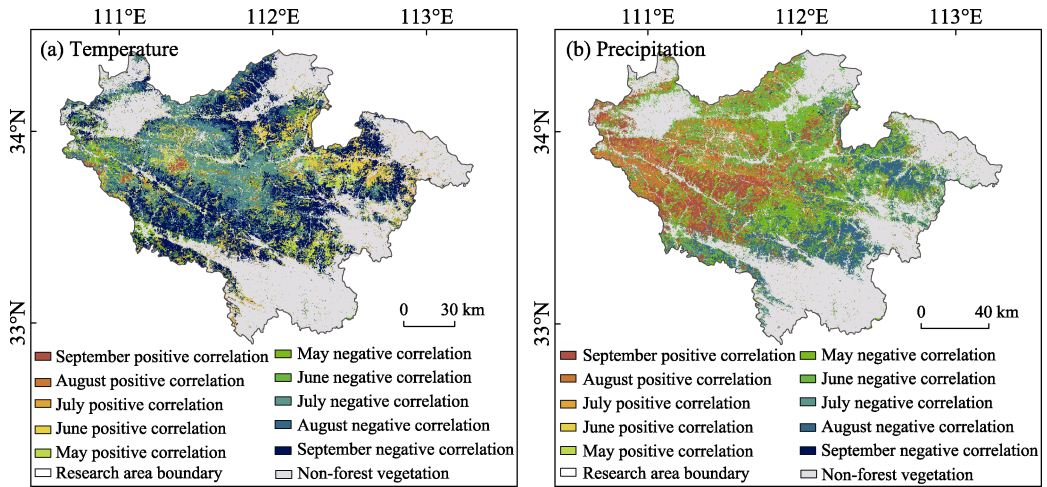 111°E 112°E 113°E
(a) Temperature
34°N
33°N
0 30 km
September positive correlation
August positive correlation
July positive correlation
June positive correlation
May positive correlation
Research area boundary
May negative correlation
June negative correlation
July negative correlation
August negative correlation
September negative correlation
Non-forest vegetation
111°E 112°E 113°E
(b) Precipitation
34°N
33°N
0 40 km
September positive correlation
August positive correlation
July positive correlation
June positive correlation
May positive correlation
Research area boundary
May negative correlation
June negative correlation
July negative correlation
August negative correlation
September negative correlation
Non-forest vegetation